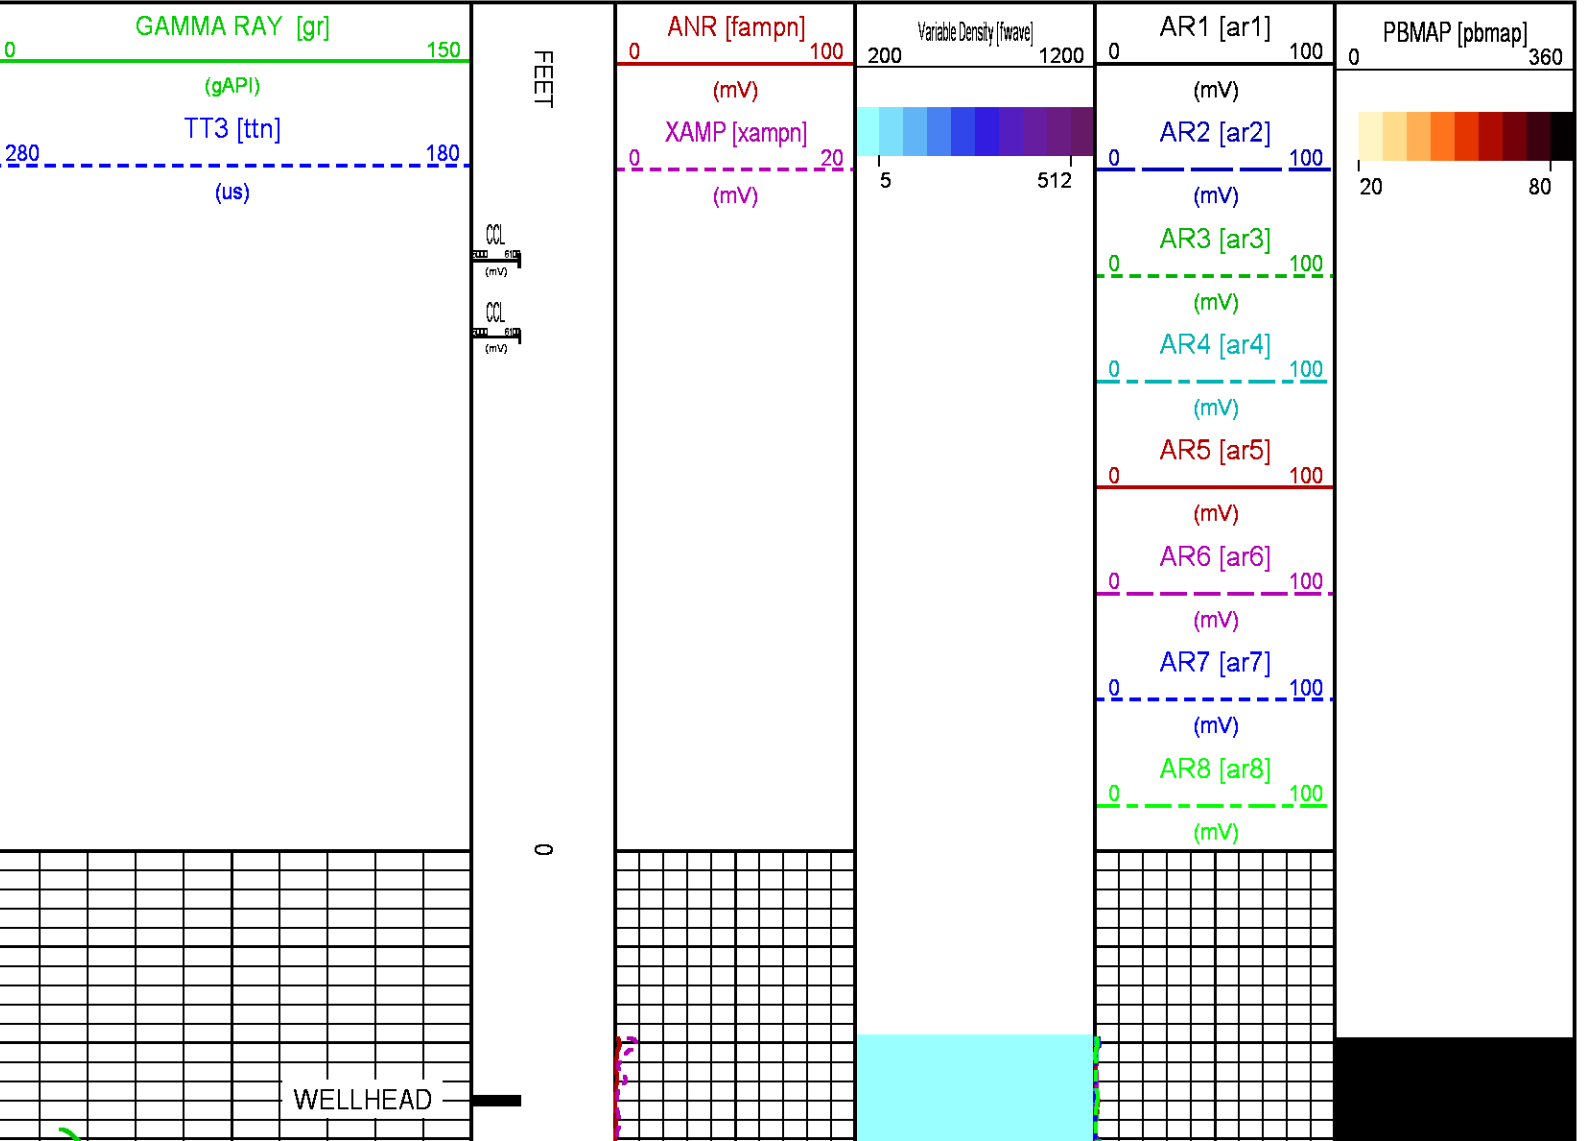 GAMMA RAY [gr]
0 150
(gAPI)
TT3 [ttn]
280 180
(us)
FEET
CCL
(mV)
CCL
(mV)
0
ANR [fampn]
0 100
(mV)
XAMP [xampn]
0 20
(mV)
Variable Density [fwave]
200 1200
5 512
AR1 [ar1]
0 100
(mV)
AR2 [ar2]
0 100
(mV)
AR3 [ar3]
0 100
(mV)
AR4 [ar4]
0 100
(mV)
AR5 [ar5]
0 100
(mV)
AR6 [ar6]
0 100
(mV)
AR7 [ar7]
0 100
(mV)
AR8 [ar8]
0 100
(mV)
PBMAP [pbmap]
0 360
20 80
WELLHEAD